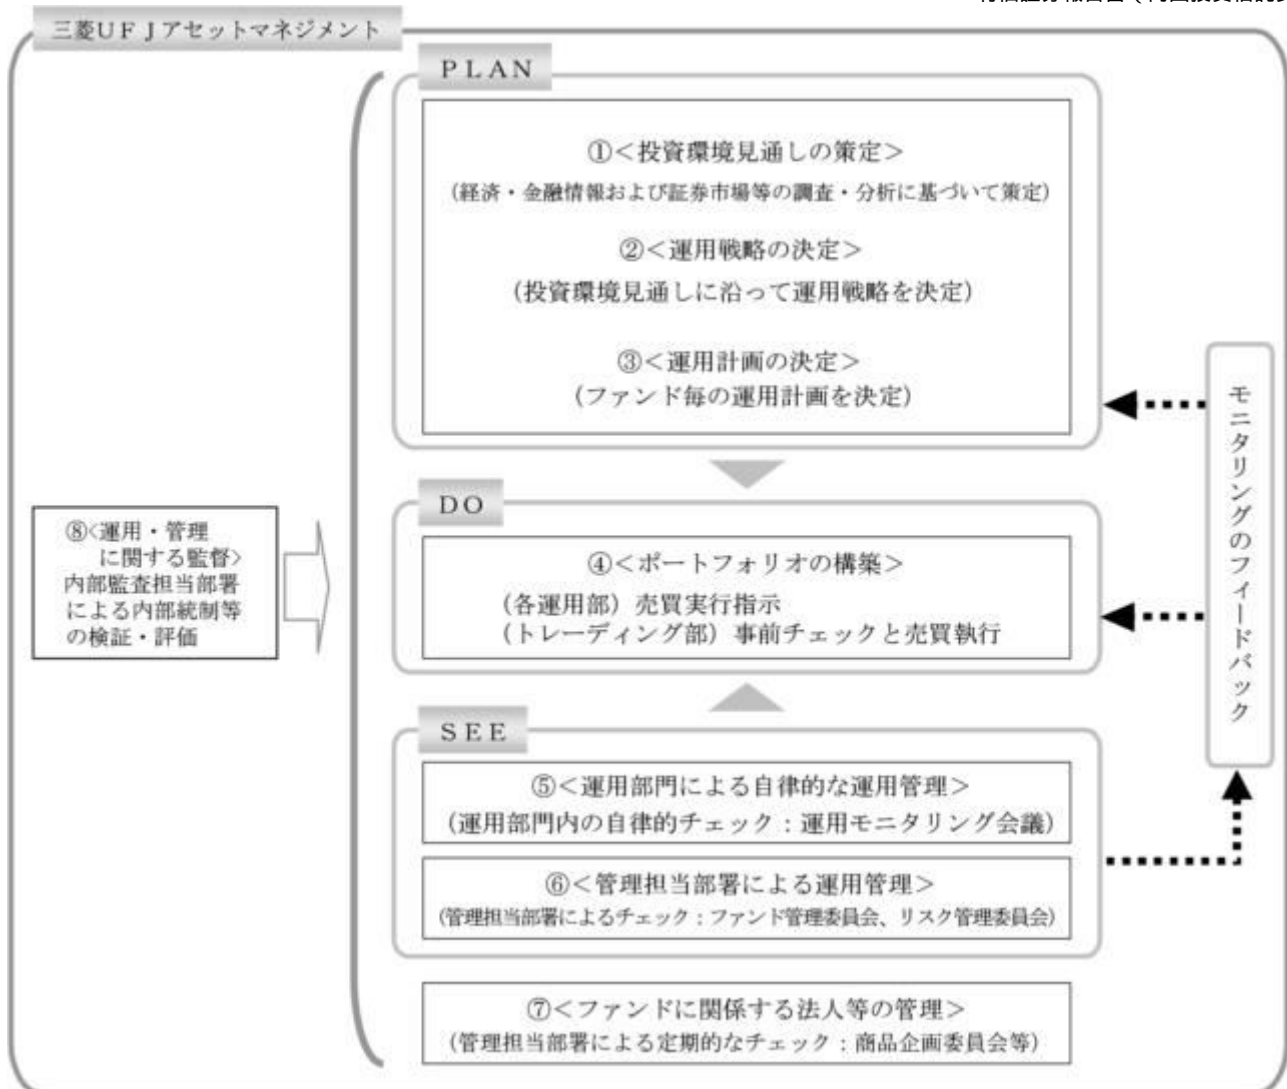 三菱ＵＦＪアセットマネジメント
ＰＬＡＮ
①＜投資環境見通しの策定＞
（経済・金融情報および証券市場等の調査・分析に基づいて策定）
②＜運用戦略の決定＞
（投資環境見通しに沿って運用戦略を決定）
③＜運用計画の決定＞
（ファンド毎の運用計画を決定）
ＤＯ
④＜ポートフォリオの構築＞
（各運用部）売買実行指示
（トレーディング部）事前チェックと売買執行
ＳＥＥ
⑤＜運用部門による自律的な運用管理＞
（運用部門内の自律的チェック：運用モニタリング会議）
⑥＜管理担当部署による運用管理＞
（管理担当部署によるチェック：ファンド管理委員会、リスク管理委員会）
⑦＜ファンドに関係する法人等の管理＞
（管理担当部署による定期的なチェック：商品企画委員会等）
⑧〈運用・管理
に関する監督〉
内部監査担当部署
による内部統制等
の検証・評価
モニタリングのフィードバック